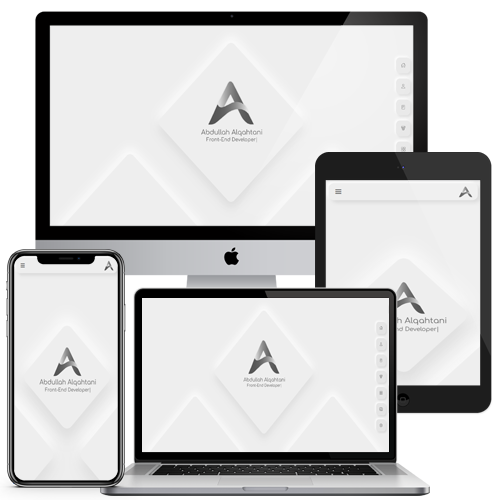 Abdullah Alqahtani
Front-End Developer|
Alqahtani
End Developer|
Abdullah Alqahtani
Front-End Developer|
Abdullah Alqahtani
Front-End Developer